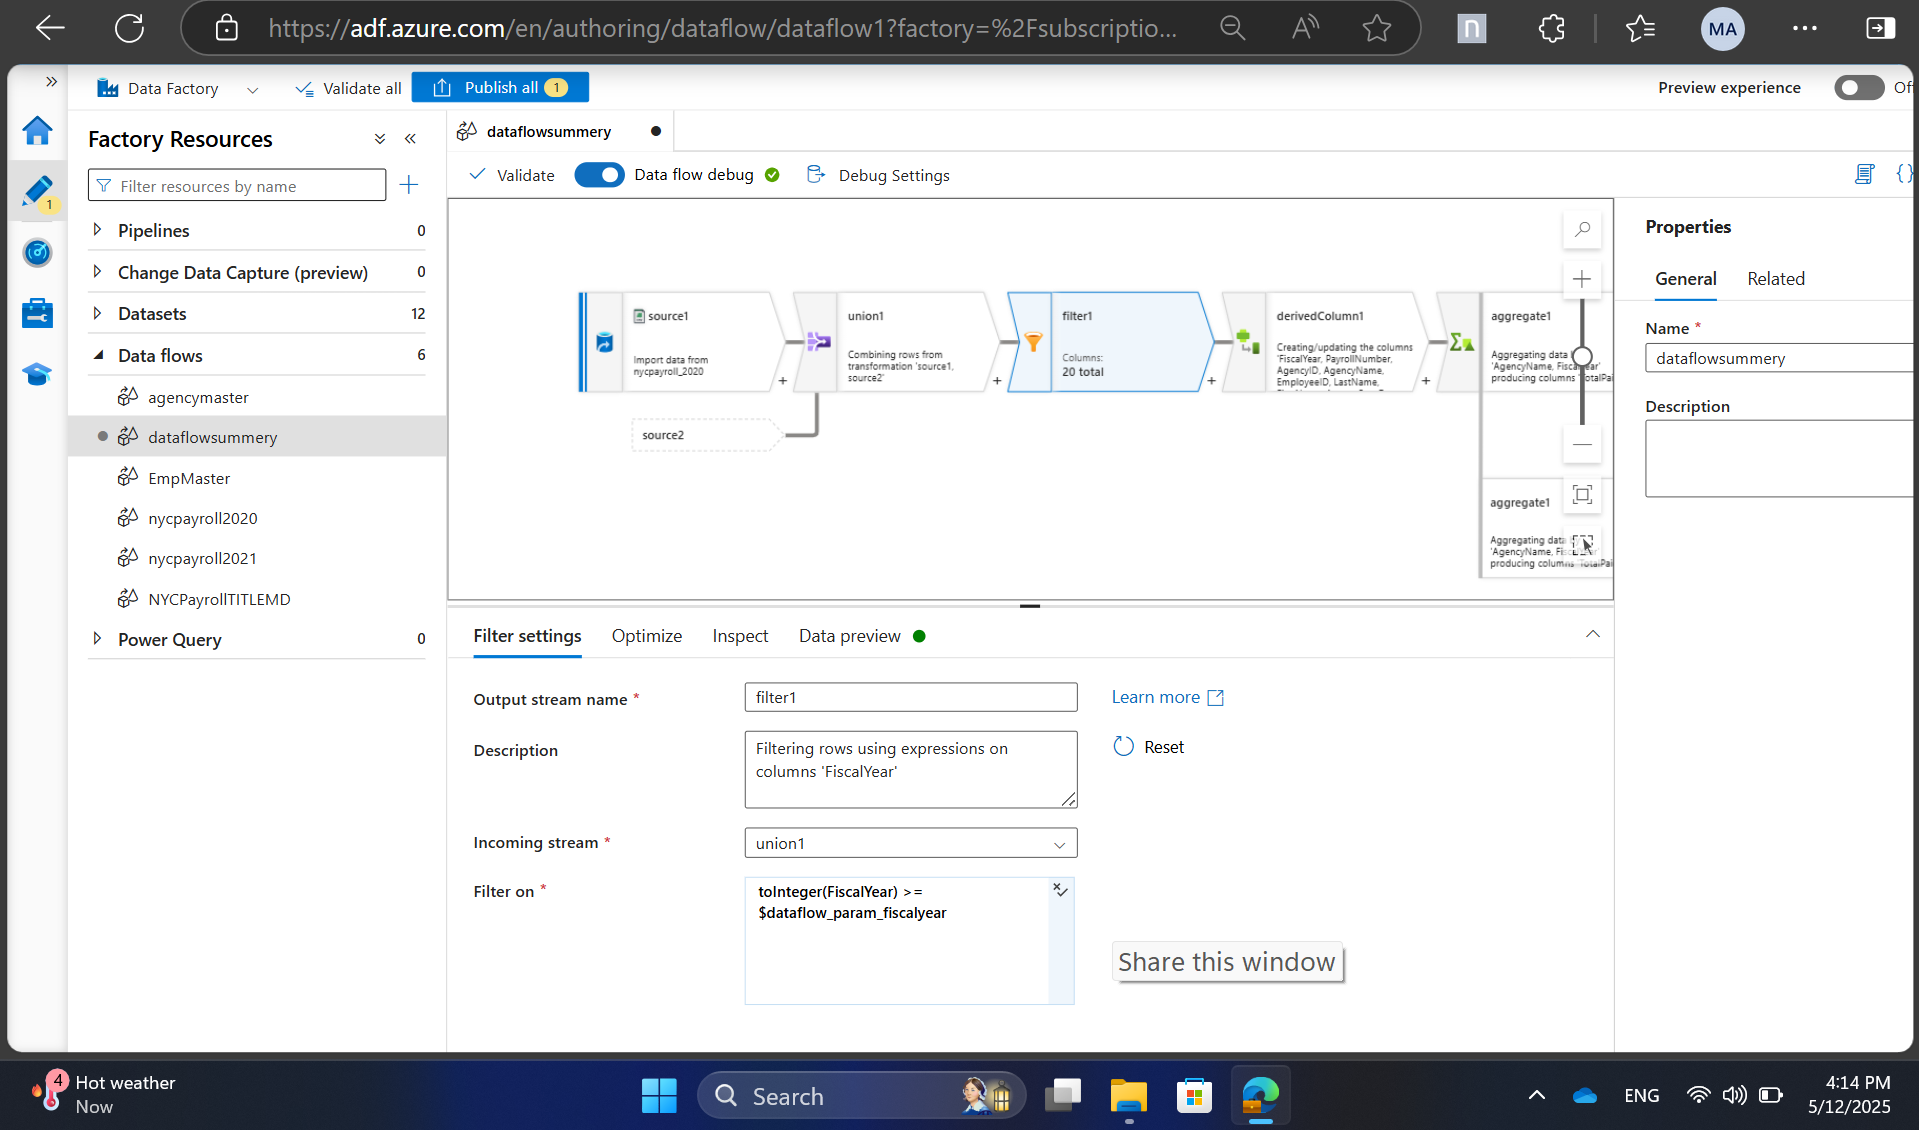 https://adf.azure.com/en/authoring/dataflow/dataflow1?factory=%2Fsubscriptio...
n
MA
Data Factory
Validate all
Publish all 1
Preview experience
Off
Factory Resources
dataflowsummery
Filter resources by name
Validate
Data flow debug
Debug Settings
1
Pipelines 0
Change Data Capture (preview) 0
Datasets 12
Data flows 6
agencymaster
dataflowsummery
EmpMaster
nycpayroll2020
nycpayroll2021
NYCPayrollTITLEMD
Power Query 0
source1
Import data from
nycpayroll_2020
union1
Combining rows from
transformation 'source1,
source2'
source2
filter1
Columns:
20 total
derivedColumn1
Creating/updating the columns
'FiscalYear, PayrollNumber,
AgencyID, AgencyName,
EmployeeID, LastName,
aggregate1
Aggregating data
'AgencyName,
producing columns
aggregate1
Aggregating data
'AgencyName,
producing columns
Properties
General
Related
Name *
dataflowsummery
Description
Filter settings
Optimize
Inspect
Data preview
Output stream name *
filter1
Learn more
Description
Filtering rows using expressions on
columns 'FiscalYear'
Reset
Incoming stream *
union1
Filter on *
toInteger(FiscalYear) >=
$dataflow_param_fiscalyear
Share this window
4
Hot weather
Now
Search
ENG
4:14 PM
5/12/2025